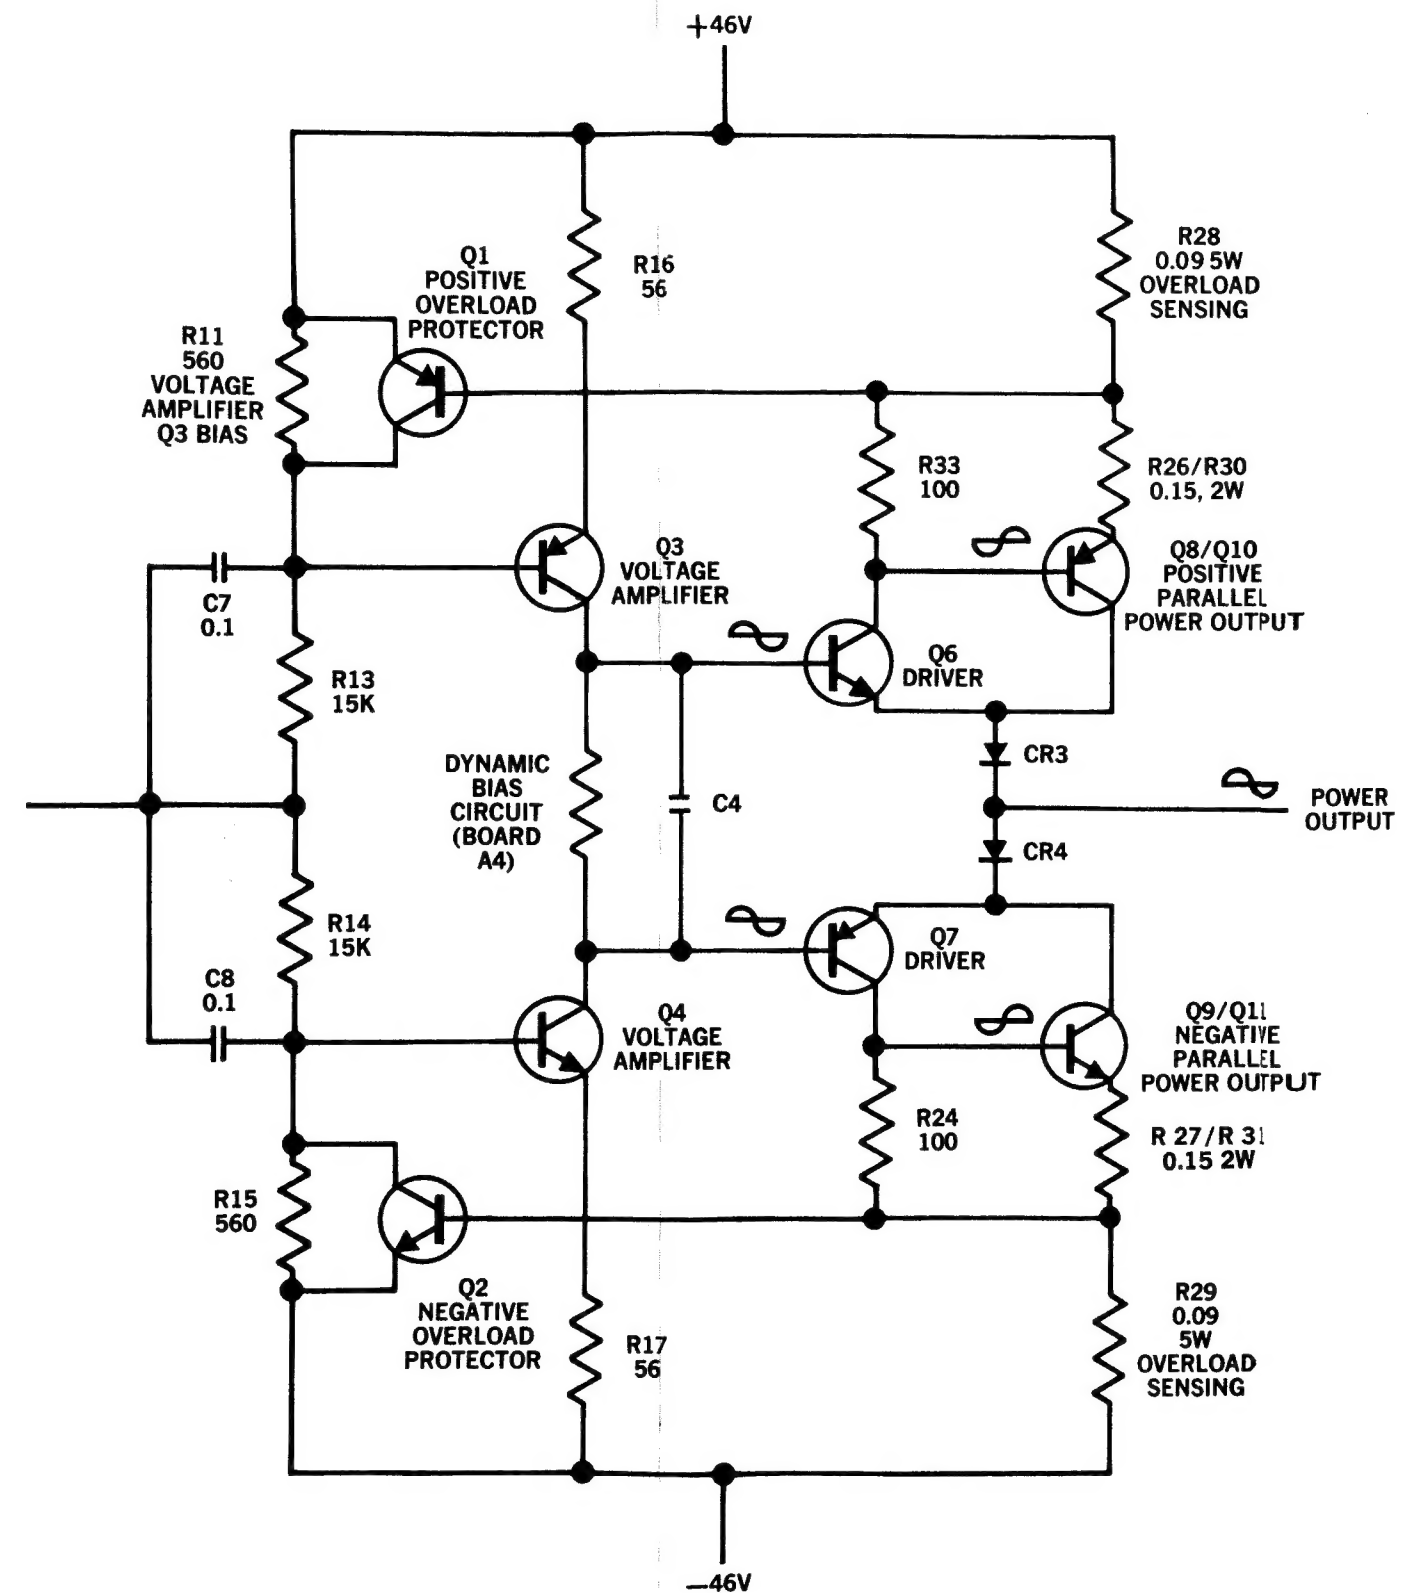 +46V
R28
0.09 5W
OVERLOAD
SENSING
Q1
POSITIVE
OVERLOAD
PROTECTOR
R16
56
R11
560
VOLTAGE
AMPLIFIER
Q3 BIAS
R33
100
R26/R30
0.15, 2W
Q3
VOLTAGE
AMPLIFIER
Q8/Q10
POSITIVE
PARALLEL
POWER OUTPUT
C7
0.1
R13
15K
Q6
DRIVER
DYNAMIC
BIAS
CIRCUIT
(BOARD
A4)
C4
CR3
POWER
OUTPUT
CR4
R14
15K
Q7
DRIVER
C8
0.1
Q4
VOLTAGE
AMPLIFIER
Q9/Q11
NEGATIVE
PARALLEL
POWER OUTPUT
R24
100
R 27/R 31
0.15 2W
R15
560
Q2
NEGATIVE
OVERLOAD
PROTECTOR
R17
56
R29
0.09
5W
OVERLOAD
SENSING
–46V